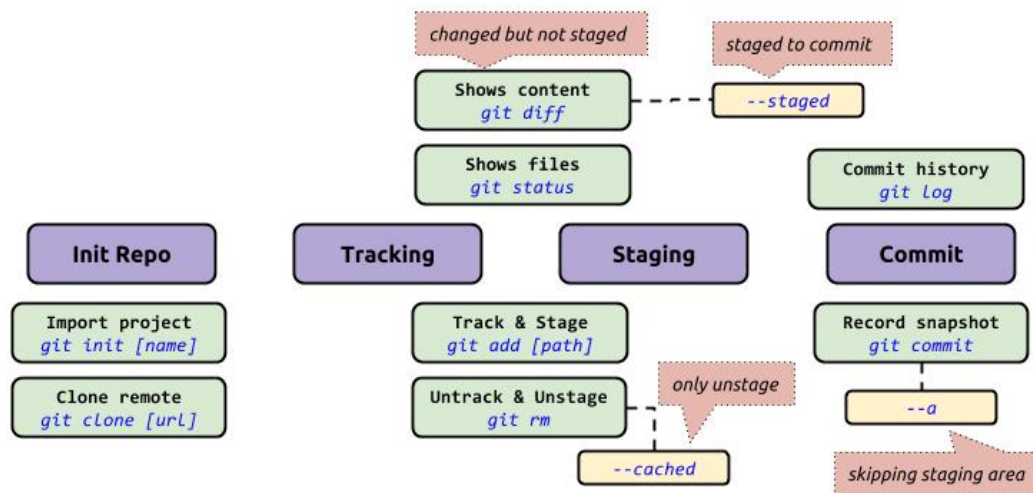 changed but not staged
staged to commit
Shows content
git diff
--staged
Shows files
git status
Commit history
git log
Init Repo
Tracking
Staging
Commit
Import project
git init [name]
Track & Stage
git add [path]
Record snapshot
git commit
Clone remote
git clone [url]
Untrack & Unstage
git rm
only unstage
--a
--cached
skipping staging area